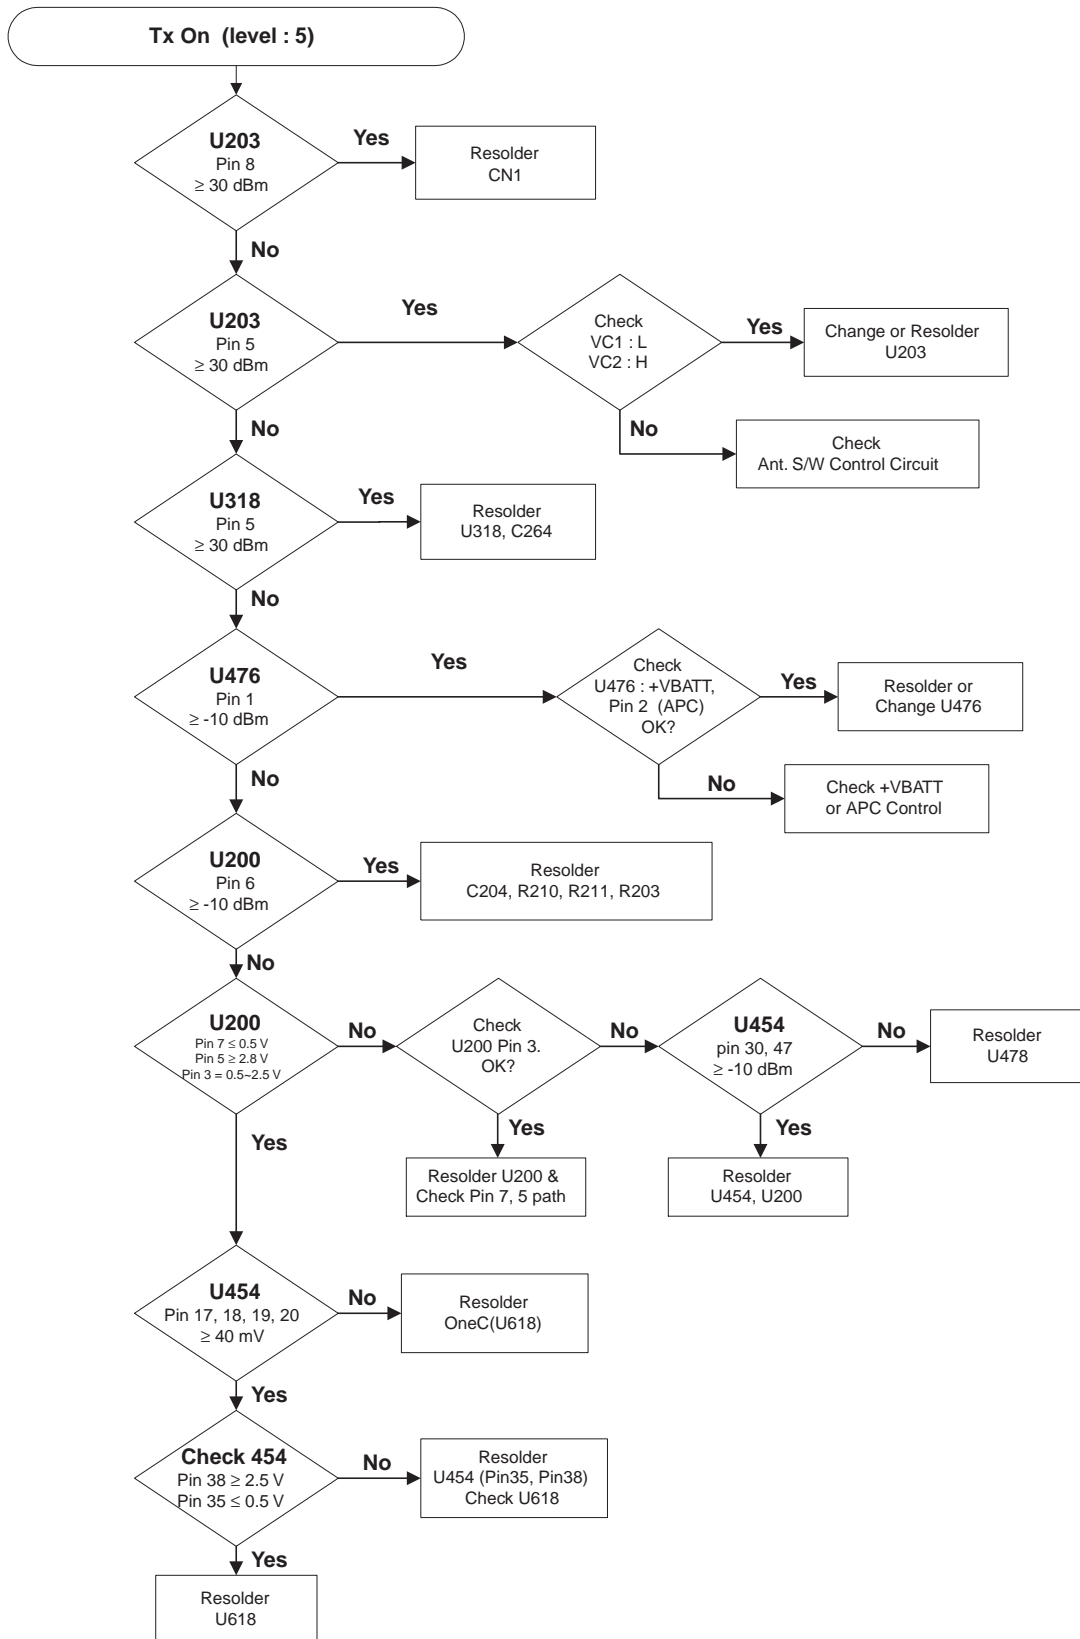 Tx On (level : 5)
U203
Pin 8
≥ 30 dBm
Yes
Resolder
CN1
No
U203
Pin 5
≥ 30 dBm
Yes
Check
VC1 : L
VC2 : H
Yes
Change or Resolder
U203
No
Check
Ant. S/W Control Circuit
No
U318
Pin 5
≥ 30 dBm
Yes
Resolder
U318, C264
No
U476
Pin 1
≥ -10 dBm
Yes
Check
U476 : +VBATT,
Pin 2 (APC)
OK?
Yes
Resolder or
Change U476
No
Check +VBATT
or APC Control
No
U200
Pin 6
≥ -10 dBm
Yes
Resolder
C204, R210, R211, R203
No
U200
Pin 7 ≤ 0.5 V
Pin 5 ≥ 2.8 V
Pin 3 = 0.5~2.5 V
No
Check
U200 Pin 3.
OK?
No
U454
pin 30, 47
≥ -10 dBm
No
Resolder
U478
Yes
Resolder U200 &
Check Pin 7, 5 path
Yes
Resolder
U454, U200
Yes
U454
Pin 17, 18, 19, 20
≥ 40 mV
No
Resolder
OneC(U618)
Yes
Check 454
Pin 38 ≥ 2.5 V
Pin 35 ≤ 0.5 V
No
Resolder
U454 (Pin35, Pin38)
Check U618
Yes
Resolder
U618